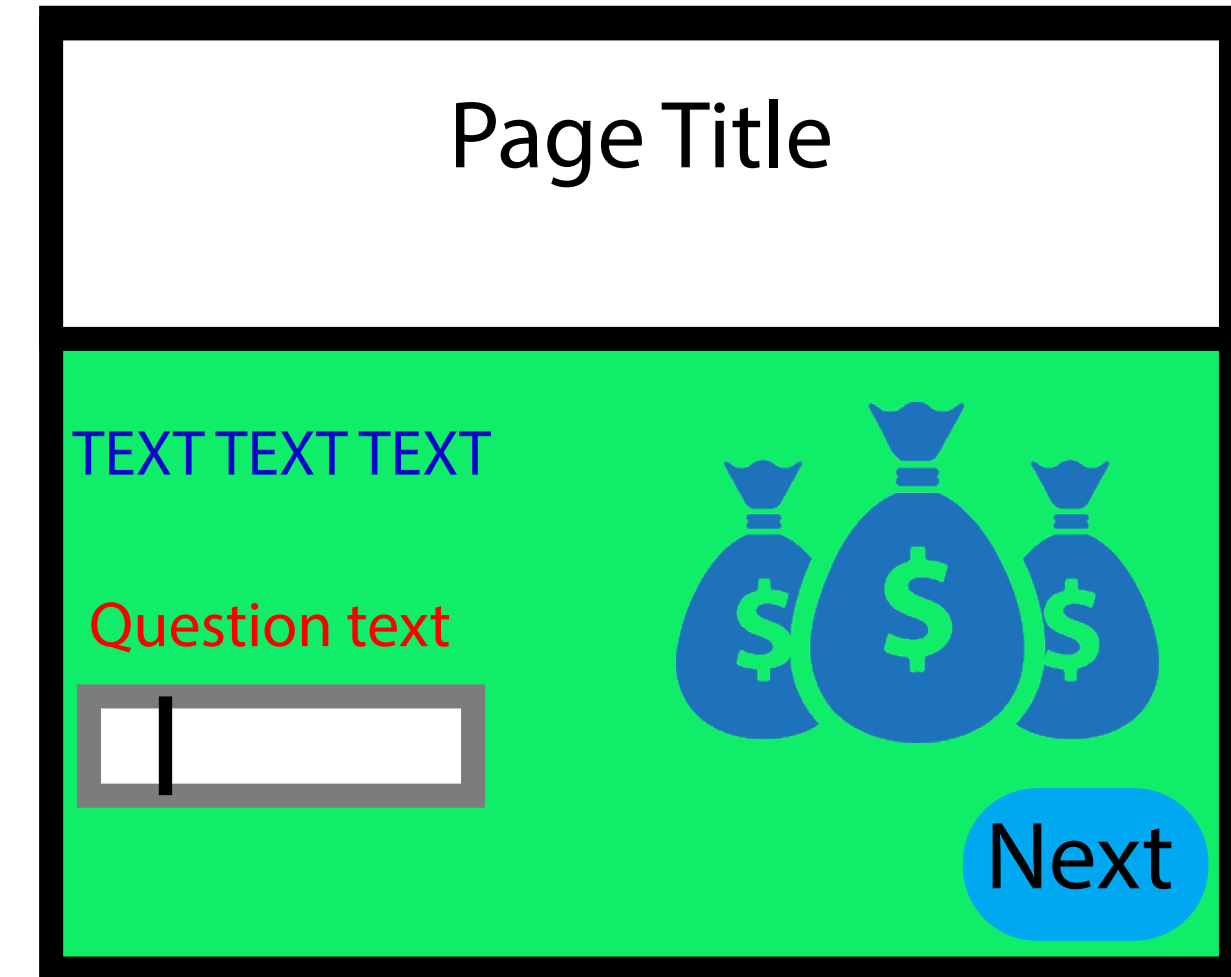 Page Title
TEXT TEXT TEXT
Question text
$ $ $
Next